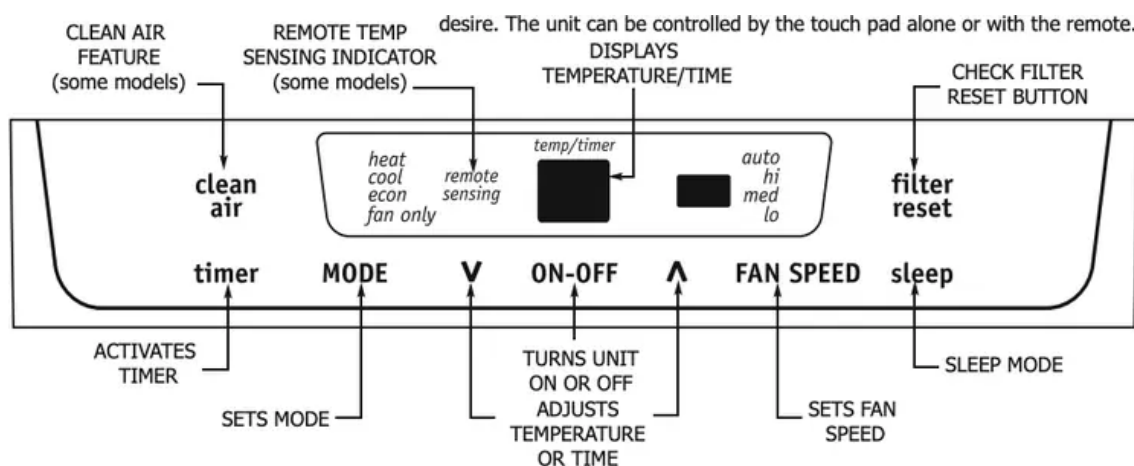 desire. The unit can be controlled by the touch pad alone or with the remote.
CLEAN AIR
FEATURE
(some models)
REMOTE TEMP
SENSING INDICATOR
(some models)
DISPLAYS
TEMPERATURE/TIME
CHECK FILTER
RESET BUTTON
clean
air
heat
cool
econ
fan only
remote
sensing
temp/timer
auto
hi
med
lo
filter
reset
timer
MODE
V
ON-OFF
Λ
FAN SPEED
sleep
ACTIVATES
TIMER
SETS MODE
TURNS UNIT
ON OR OFF
ADJUSTS
TEMPERATURE
OR TIME
SETS FAN
SPEED
SLEEP MODE